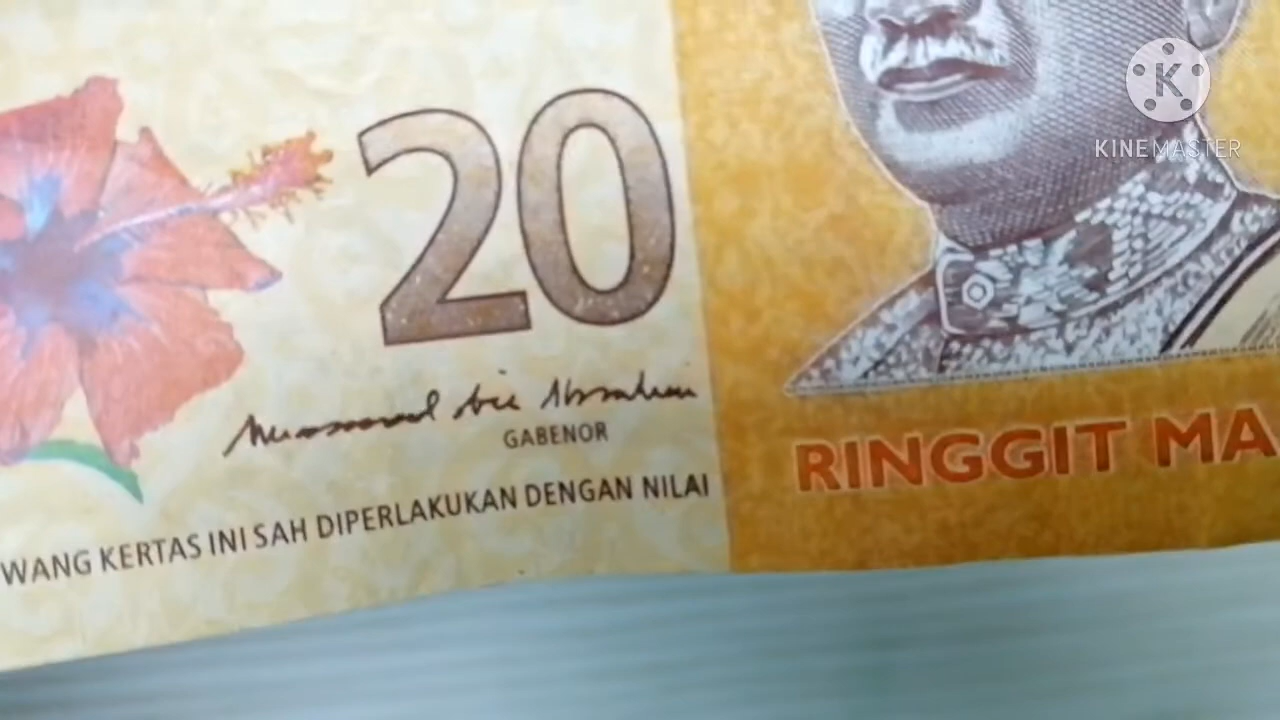 KINEMASTER
20
GABENOR
WANG KERTAS INI SAH DIPERLAKUKAN DENGAN NILAI
RINGGIT MA